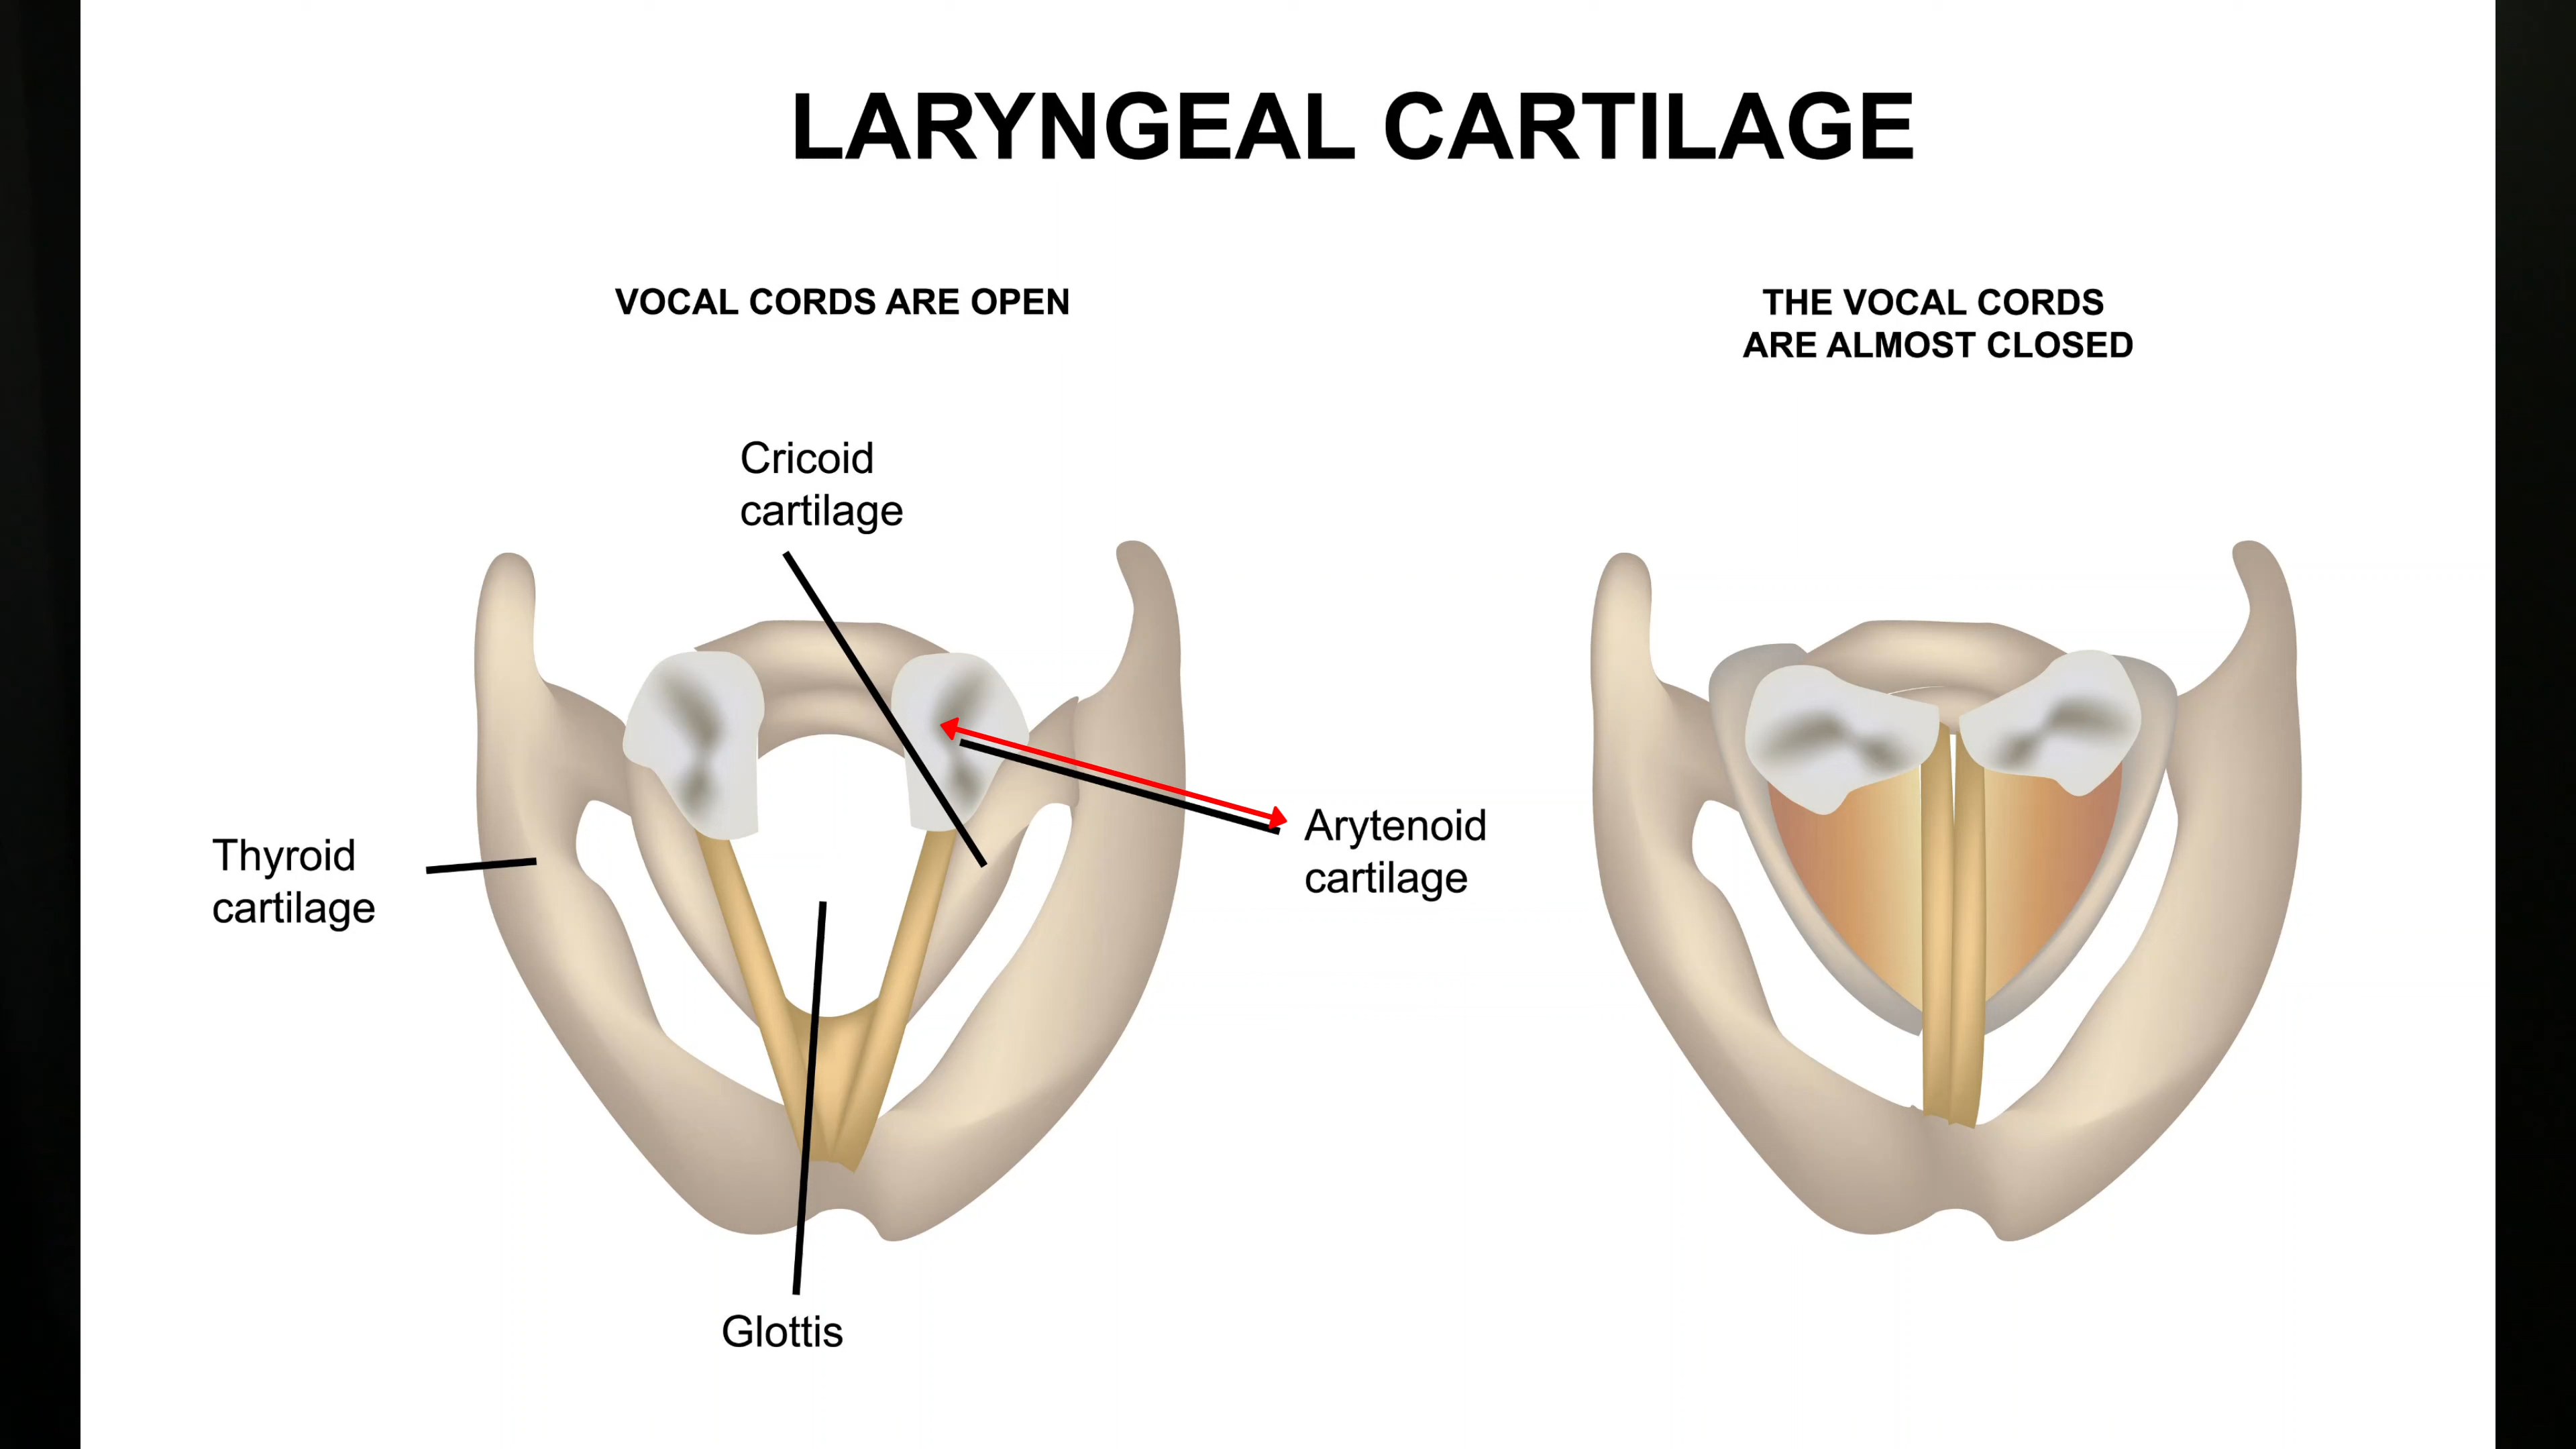 LARYNGEAL CARTILAGE
VOCAL CORDS ARE OPEN
THE VOCAL CORDS
ARE ALMOST CLOSED
Cricoid
cartilage
Thyroid
cartilage
Arytenoid
cartilage
Glottis